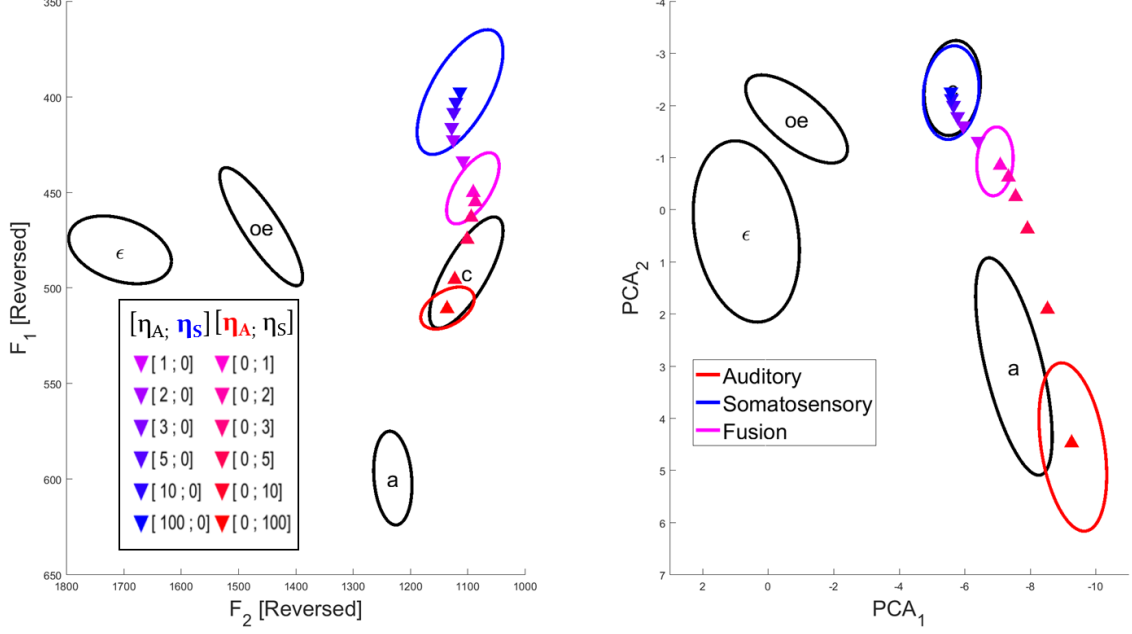 350
400
450
500
550
600
650
F1 [Reversed]
ϵ
oe
c
a
[ηA; ηS] [ηA; ηS]
[ 1 ; 0] [ 0 ; 1]
[ 2 ; 0] [ 0 ; 2]
[ 3 ; 0] [ 0 ; 3]
[ 5 ; 0] [ 0 ; 5]
[ 10 ; 0] [ 0 ; 10]
[ 100 ; 0] [ 0 ; 100]
1800 1700 1600 1500 1400 1300 1200 1100 1000
F2 [Reversed]
-4
-3
-2
-1
0
1
2
3
4
5
6
7
PCA2
oe
ϵ
a
Auditory
Somatosensory
Fusion
2 0 -2 -4 -6 -8 -10
PCA1